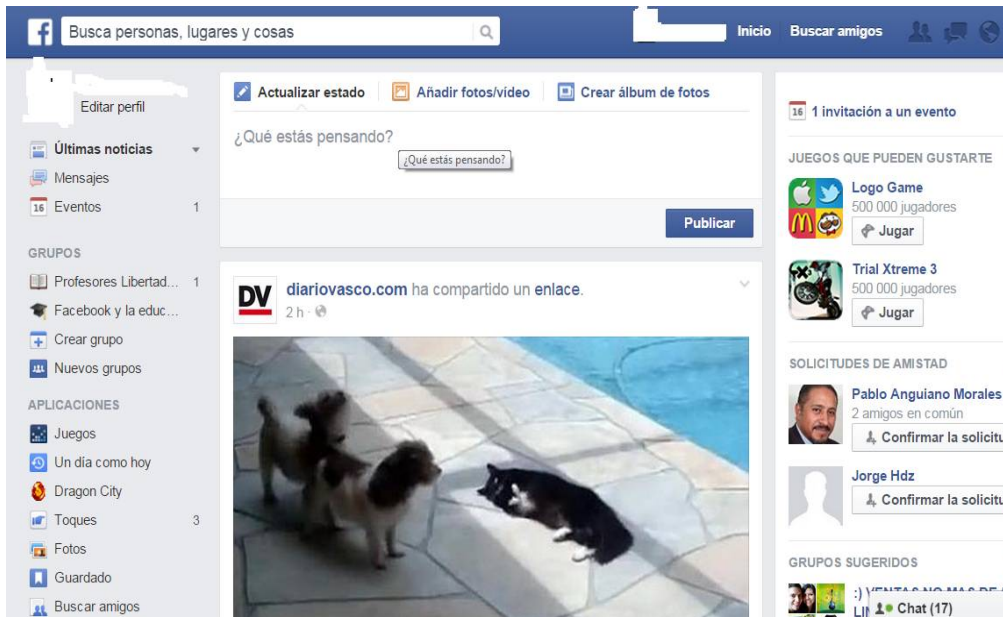 f Busca personas, lugares y cosas Inicio Buscar amigos
Editar perfil
Últimas noticias
Mensajes
16 Eventos 1
GRUPOS
Profesores Libertad... 1
Facebook y la educ...
Crear grupo
Nuevos grupos
APLICACIONES
Juegos
Un día como hoy
Dragon City
Toques 3
Fotos
Guardado
Buscar amigos
Actualizar estado Añadir fotos/vídeo Crear álbum de fotos
¿Qué estás pensando?
¿Qué estás pensando?
Publicar
DV diariovasco.com ha compartido un enlace.
2 h ·
16 1 invitación a un evento
JUEGOS QUE PUEDEN GUSTARTE
Logo Game
500 000 jugadores
Jugar
Trial Xtreme 3
500 000 jugadores
Jugar
SOLICITUDES DE AMISTAD
Pablo Anguiano Morales
2 amigos en común
Confirmar la solicitu
Jorge Hdz
Confirmar la solicitu
GRUPOS SUGERIDOS
Chat (17)